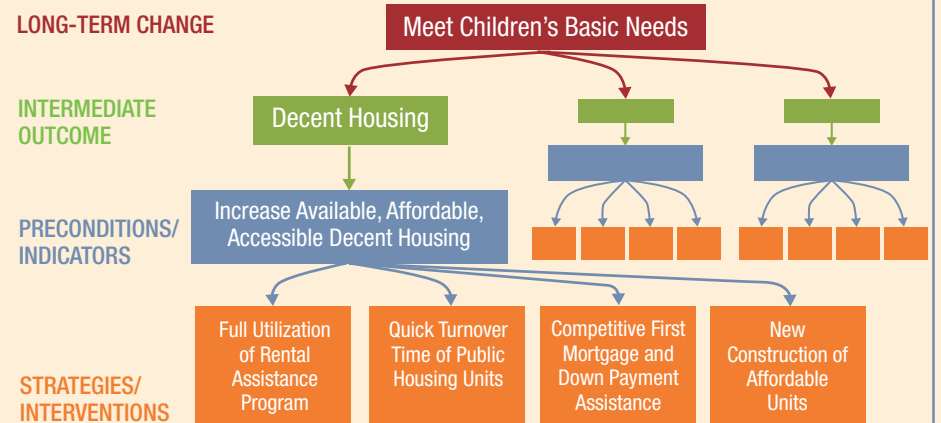 LONG-TERM CHANGE
Meet Children's Basic Needs
INTERMEDIATE
OUTCOME
Decent Housing
PRECONDITIONS/
INDICATORS
Increase Available, Affordable,
Accessible Decent Housing
STRATEGIES/
INTERVENTIONS
Full Utilization
of Rental
Assistance
Program
Quick Turnover
Time of Public
Housing Units
Competitive First
Mortgage and
Down Payment
Assistance
New
Construction of
Affordable
Units